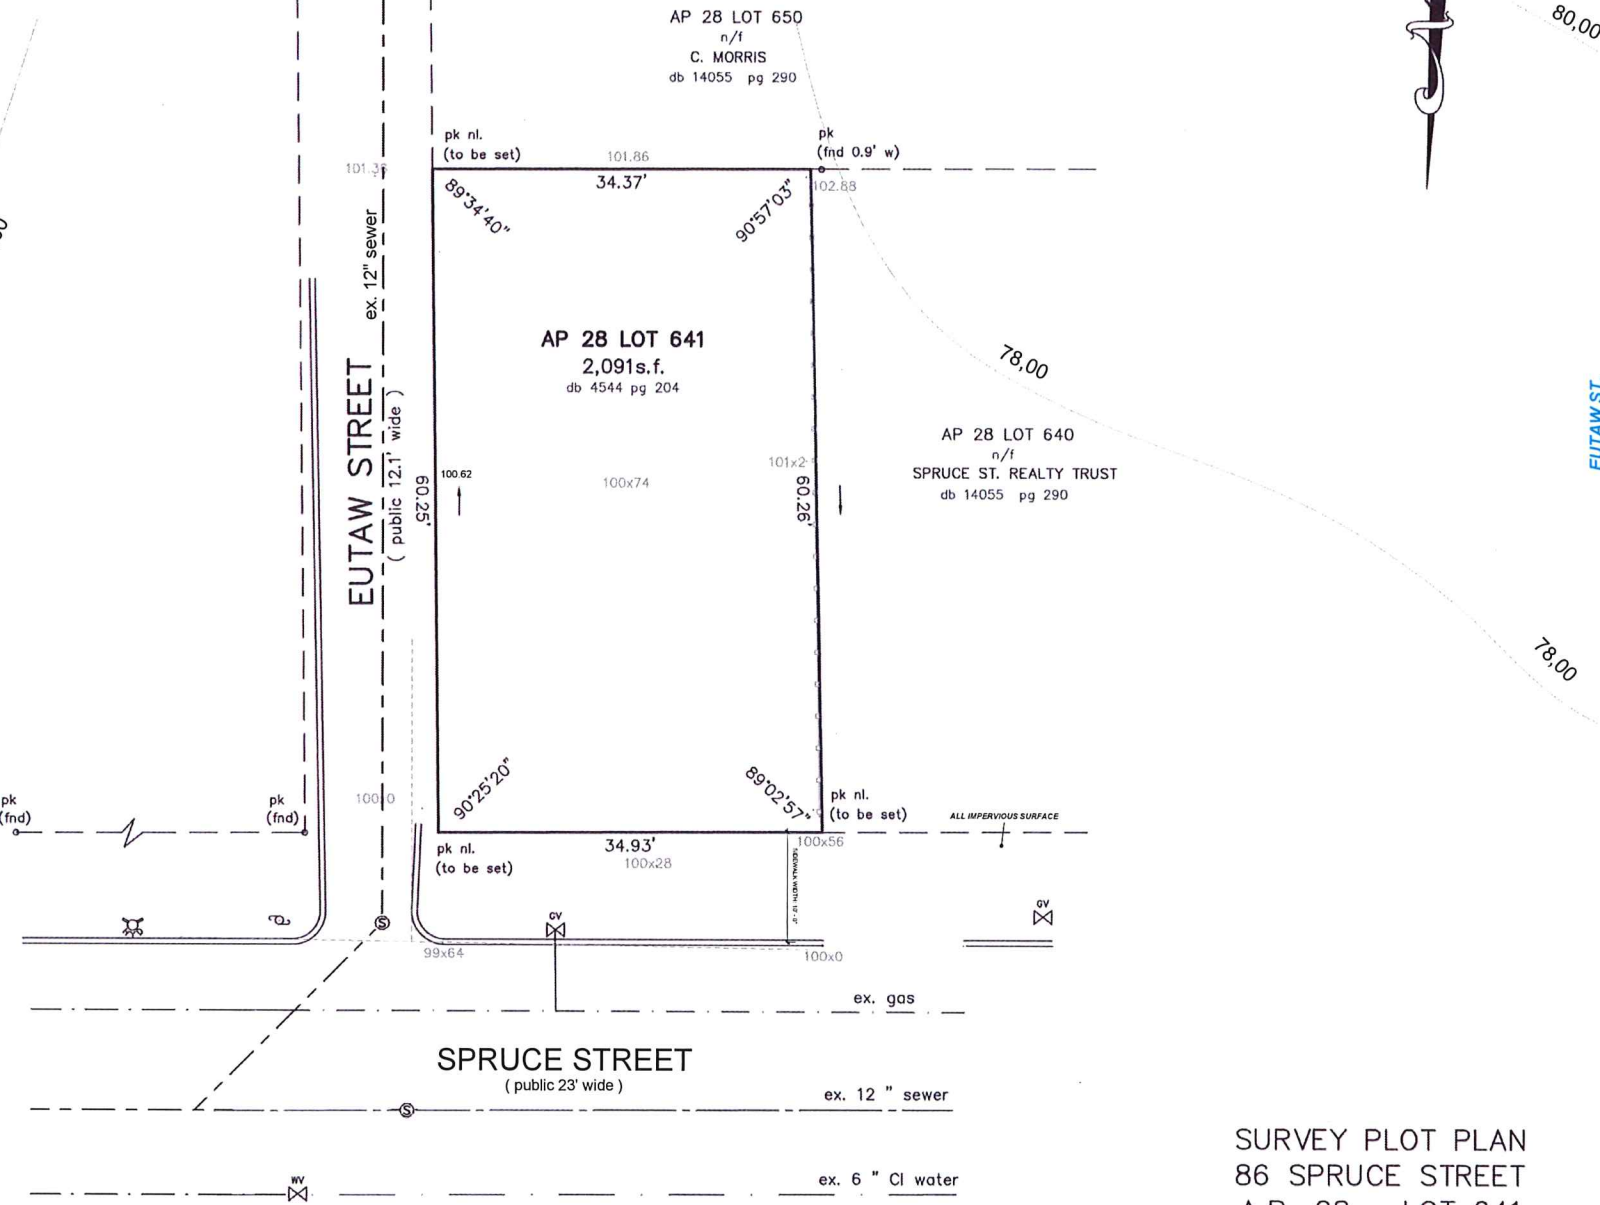 AP 28 LOT 650
n/f
C. MORRIS
db 14055 pg 290
80,00
pk nl.
(to be set)
101.86
pk
(fnd 0.9' w)
34.37'
102.88
89°34'40"
90°57'03"
ex. 12" sewer
AP 28 LOT 641
2,091s.f.
db 4544 pg 204
78,00
EUTAW STREET
( public 12.1' wide )
EUTAW ST
AP 28 LOT 640
n/f
SPRUCE ST. REALTY TRUST
db 14055 pg 290
60.25'
100.62
100x74
101x2
60.26'
78,00
90°25'20"
89°02'57"
pk
(fnd)
pk
(fnd)
pk nl.
(to be set)
ALL IMPERVIOUS SURFACE
34.93'
100x28
100x56
pk nl.
(to be set)
SIDEWALK WIDTH
S
GV
GV
99x64
100x0
ex. gas
SPRUCE STREET
( public 23' wide )
ex. 12 " sewer
S
ex. 6 " CI water
WV
SURVEY PLOT PLAN
86 SPRUCE STREET